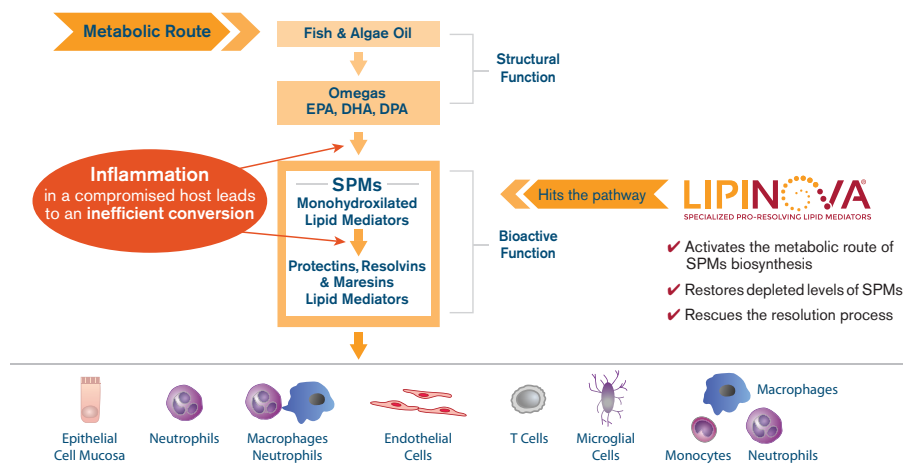 Metabolic Route
Fish & Algae Oil
Structural
Function
Omegas
EPA, DHA, DPA
Inflammation
in a compromised host leads
to an inefficient conversion
SPMs
Monohydroxilated
Lipid Mediators
Protectins, Resolvins
& Maresins
Lipid Mediators
Bioactive
Function
Hits the pathway
LIPINOVA®
SPECIALIZED PRO-RESOLVING LIPID MEDIATORS
✔ Activates the metabolic route of
SPMs biosynthesis
✔ Restores depleted levels of SPMs
✔ Rescues the resolution process
Epithelial
Cell Mucosa
Neutrophils
Macrophages
Neutrophils
Endothelial
Cells
T Cells
Microglial
Cells
Macrophages
Monocytes
Neutrophils